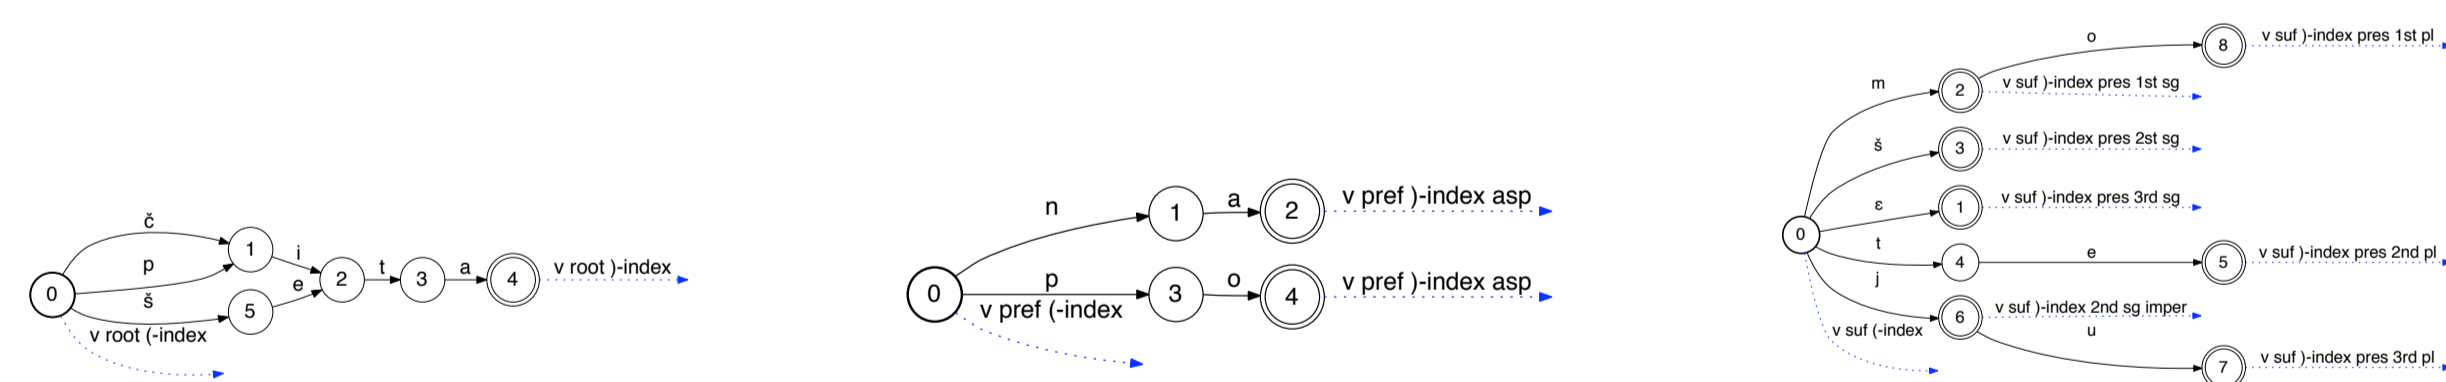 č
p
š
v root (-index
0
1
5
i
e
2
t
3
a
4
v root )-index
n
p
v pref (-index
0
1
3
a
o
2
4
v pref )-index asp
v pref )-index asp
o
8
v suf )-index pres 1st pl
m
2
v suf )-index pres 1st sg
š
3
v suf )-index pres 2st sg
ε
1
v suf )-index pres 3rd sg
0
t
4
e
5
v suf )-index pres 2nd pl
j
6
v suf )-index 2nd sg imper
v suf (-index
u
7
v suf )-index pres 3rd pl